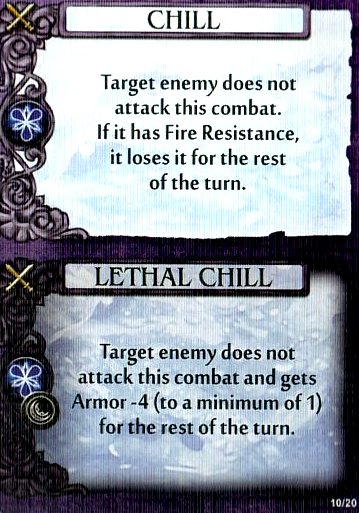 CHILL
Target enemy does not
attack this combat.
If it has Fire Resistance,
it loses it for the rest
of the turn.
LETHAL CHILL
Target enemy does not
attack this combat and gets
Armor -4 (to a minimum of 1)
for the rest of the turn.
10/20